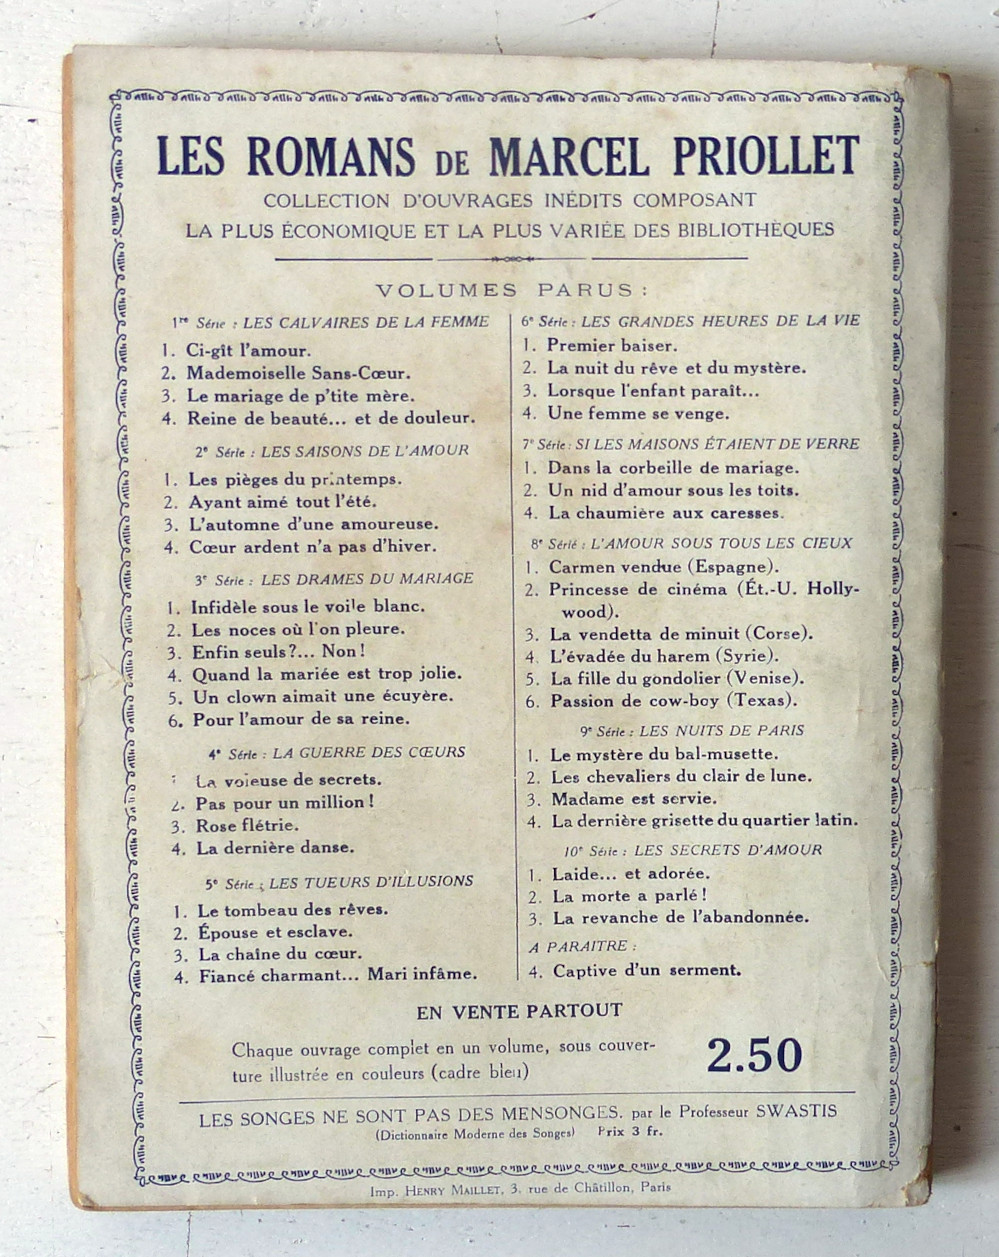 LES ROMANS DE MARCEL PRIOLLET
COLLECTION D'OUVRAGES INÉDITS COMPOSANT
LA PLUS ÉCONOMIQUE ET LA PLUS VARIÉE DES BIBLIOTHÈQUES
VOLUMES PARUS :
1re Série : LES CALVAIRES DE LA FEMME
1. Ci-gît l'amour.
2. Mademoiselle Sans-Cœur.
3. Le mariage de p'tite mère.
4. Reine de beauté... et de douleur.
2e Série : LES SAISONS DE L'AMOUR
1. Les pièges du printemps.
2. Ayant aimé tout l'été.
3. L'automne d'une amoureuse.
4. Cœur ardent n'a pas d'hiver.
3e Série : LES DRAMES DU MARIAGE
1. Infidèle sous le voile blanc.
2. Les noces où l'on pleure.
3. Enfin seuls ?... Non !
4. Quand la mariée est trop jolie.
5. Un clown aimait une écuyère.
6. Pour l'amour de sa reine.
4e Série : LA GUERRE DES CŒURS
La voleuse de secrets.
2. Pas pour un million !
3. Rose flétrie.
4. La dernière danse.
5e Série : LES TUEURS D'ILLUSIONS
1. Le tombeau des rêves.
2. Épouse et esclave.
3. La chaîne du cœur.
4. Fiancé charmant... Mari infâme.
6e Série : LES GRANDES HEURES DE LA VIE
1. Premier baiser.
2. La nuit du rêve et du mystère.
3. Lorsque l'enfant paraît...
4. Une femme se venge.
7e Série : SI LES MAISONS ÉTAIENT DE VERRE
1. Dans la corbeille de mariage.
2. Un nid d'amour sous les toits.
4. La chaumière aux caresses.
8e Série : L'AMOUR SOUS TOUS LES CIEUX
1. Carmen vendue (Espagne).
2. Princesse de cinéma (Ét.-U. Holly-
wood).
3. La vendetta de minuit (Corse).
4. L'évadée du harem (Syrie).
5. La fille du gondolier (Venise).
6. Passion de cow-boy (Texas).
9e Série : LES NUITS DE PARIS
1. Le mystère du bal-musette.
2. Les chevaliers du clair de lune.
3. Madame est servie.
4. La dernière grisette du quartier latin.
10e Série : LES SECRETS D'AMOUR
1. Laide... et adorée.
2. La morte a parlé !
3. La revanche de l'abandonnée.
A PARAITRE :
4. Captive d'un serment.
EN VENTE PARTOUT
Chaque ouvrage complet en un volume, sous couver-
ture illustrée en couleurs (cadre bleu)
2.50
LES SONGES NE SONT PAS DES MENSONGES. par le Professeur SWASTIS
(Dictionnaire Moderne des Songes) Prix 3 fr.
Imp. HENRY MAILLET, 3, rue de Châtillon, Paris